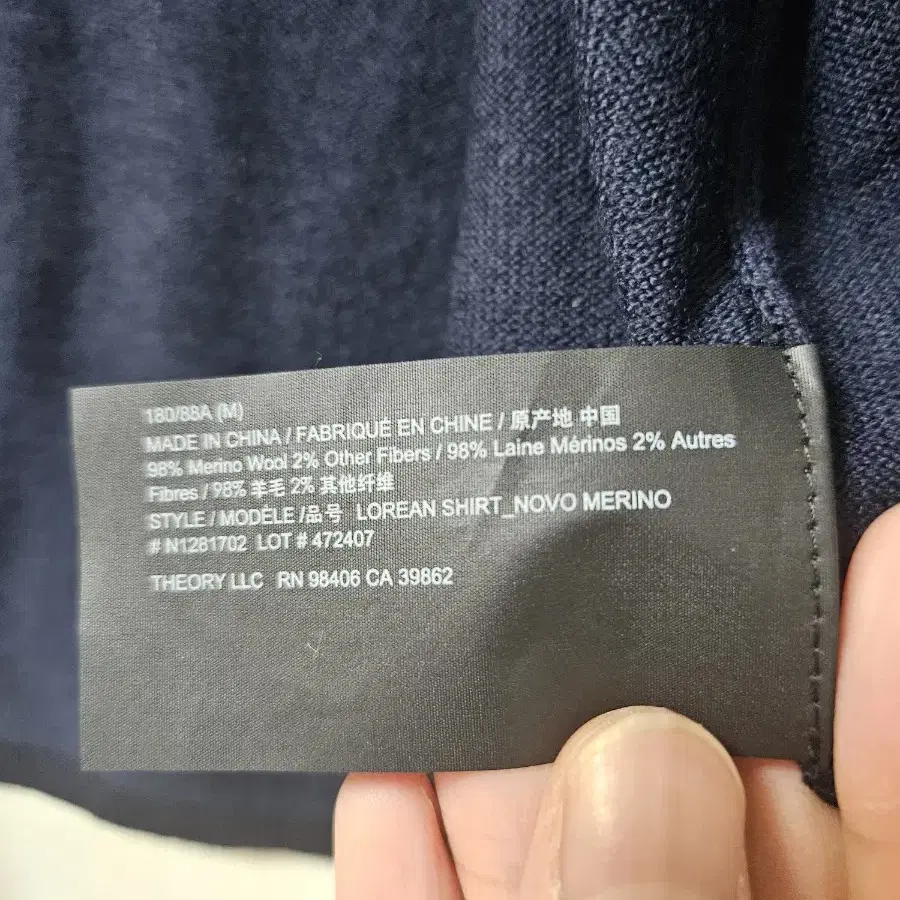 180/88A (M)
MADE IN CHINA / FABRIQUÉ EN CHINE / 原产地 中国
98% Merino Wool 2% Other Fibers / 98% Laine Mérinos 2% Autres
Fibres / 98% 羊毛 2% 其他纤维
STYLE / MODÈLE /品号 LOREAN SHIRT_NOVO MERINO
# N1281702 LOT # 472407
THEORY LLC RN 98406 CA 39862